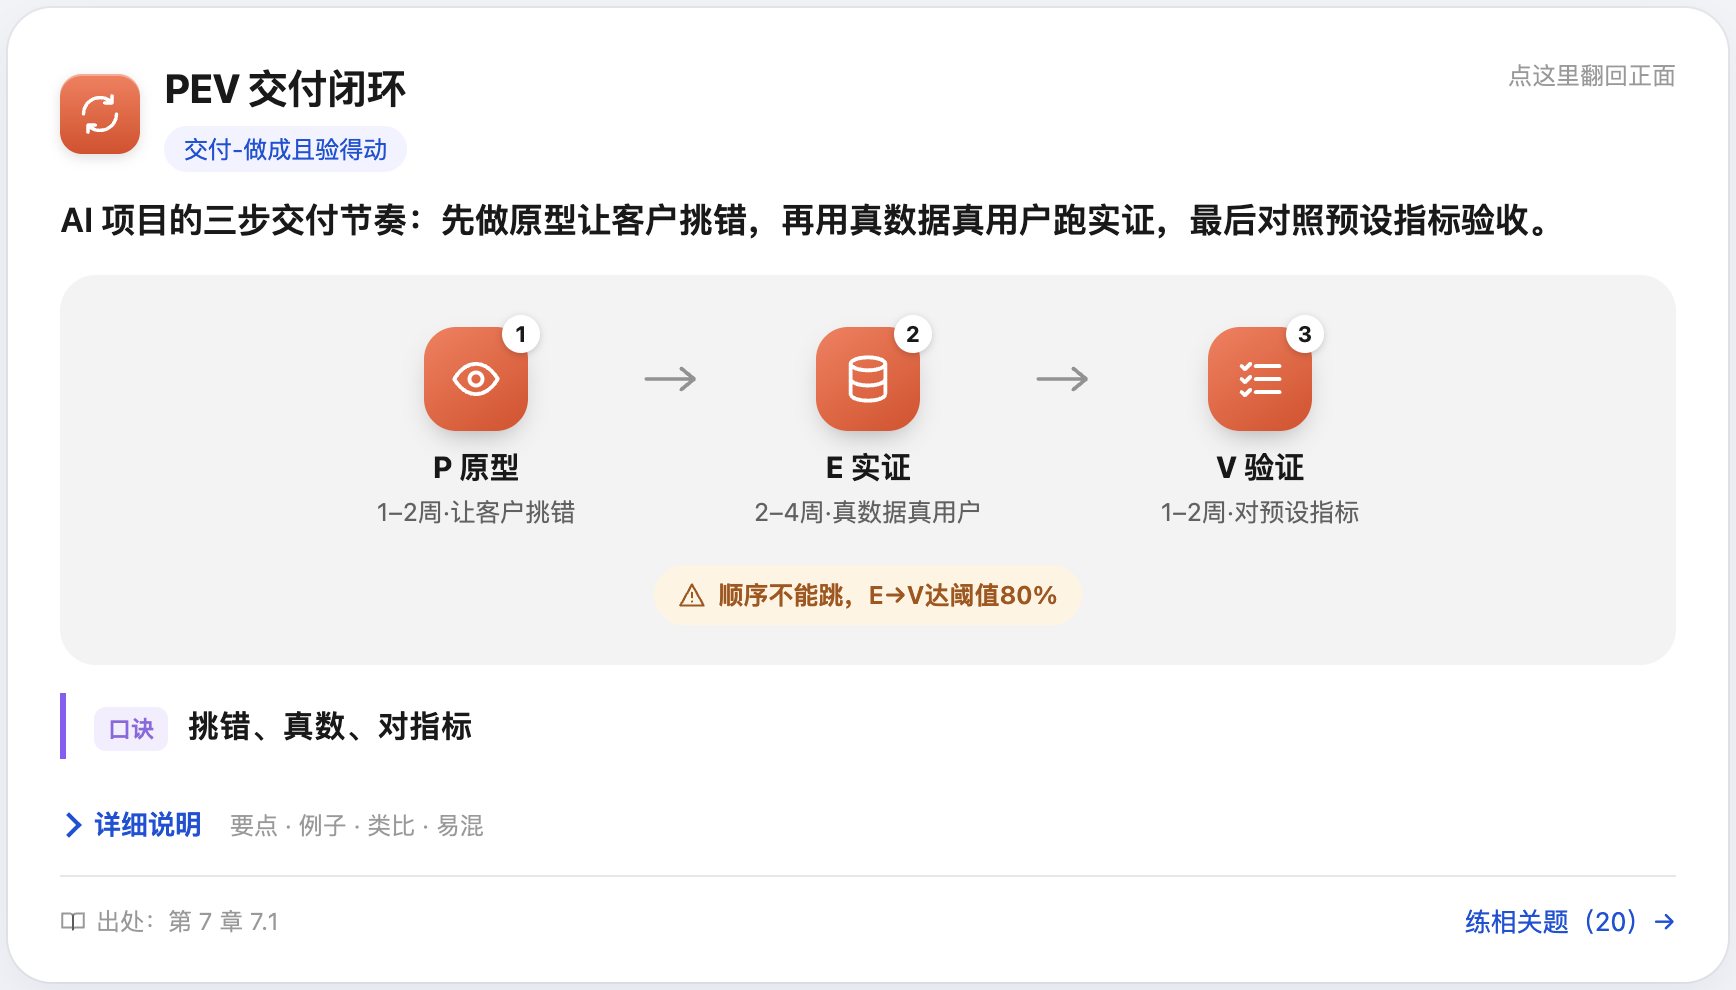 PEV 交付闭环
点这里翻回正面
交付-做成且验得动
AI 项目的三步交付节奏：先做原型让客户挑错，再用真数据真用户跑实证，最后对照预设指标验收。
1
2
3
P 原型
E 实证
V 验证
1–2周·让客户挑错
2–4周·真数据真用户
1–2周·对预设指标
顺序不能跳，E→V达阈值80%
口诀 挑错、真数、对指标
详细说明 要点 · 例子 · 类比 · 易混
出处：第 7 章 7.1
练相关题（20）→